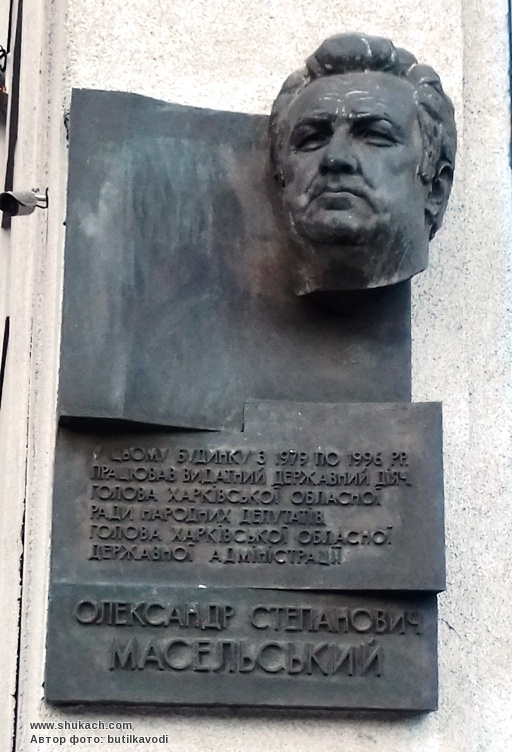 У ЦЬОМУ БУДИНКУ З 1979 ПО 1996 РР.
ПРАЦЮВАВ ВИДАТНИЙ ДЕРЖАВНИЙ ДІЯЧ,
ГОЛОВА ХАРКІВСЬКОЇ ОБЛАСНОЇ
РАДИ НАРОДНИХ ДЕПУТАТІВ,
ГОЛОВА ХАРКІВСЬКОЇ ОБЛАСНОЇ
ДЕРЖАВНОЇ АДМІНІСТРАЦІЇ
ОЛЕКСАНДР СТЕПАНОВИЧ
МАСЕЛЬСЬКИЙ
www.shukach.com
Автор фото: butilkavodi